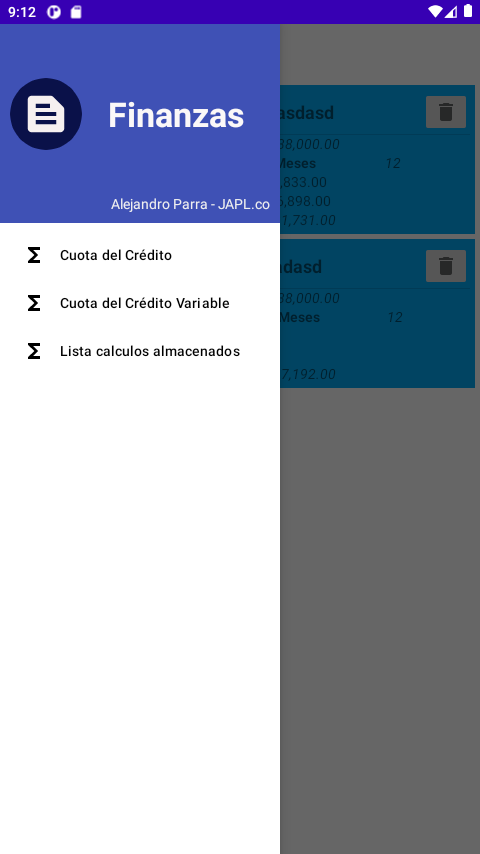 9:12
Finanzas
Alejandro Parra - JAPL.co
Cuota del Crédito
Cuota del Crédito Variable
Lista calculos almacenados
asdasd
38,000.00
Meses 12
,833.00
5,898.00
1,731.00
dasd
38,000.00
Meses 12
7,192.00